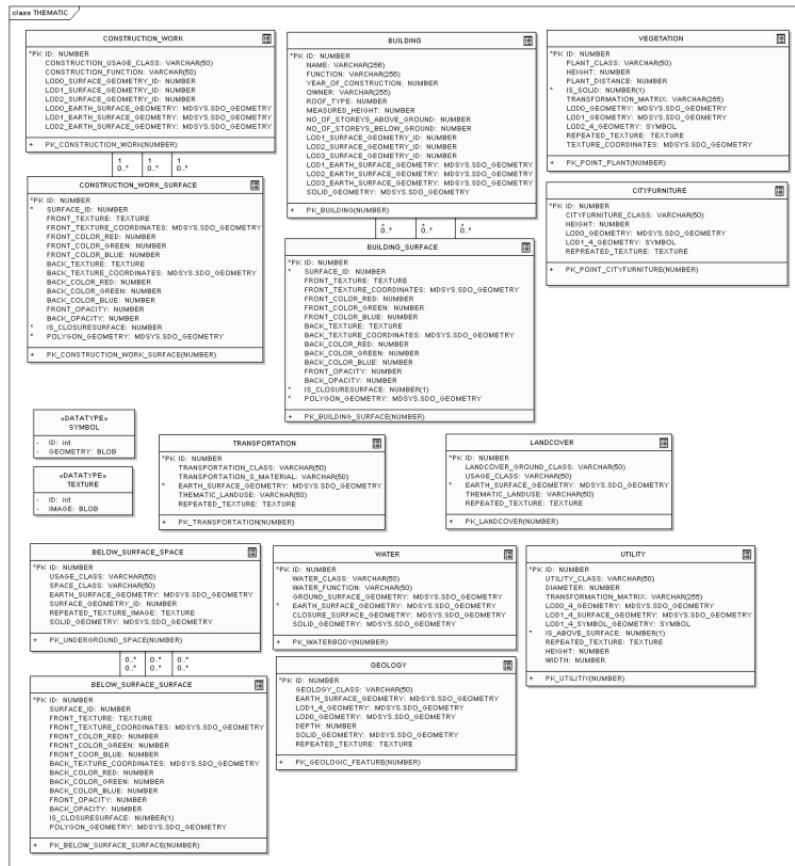 class THEMATIC
CONSTRUCTION_WORK
*PK ID: NUMBER
CONSTRUCTION_USAGE_CLASS: VARCHAR(50)
CONSTRUCTION_FUNCTION: VARCHAR(50)
LOD0_SURFACE_GEOMETRY_ID: NUMBER
LOD1_SURFACE_GEOMETRY_ID: NUMBER
LOD2_SURFACE_GEOMETRY_ID: NUMBER
LOD0_EARTH_SURFACE_GEOMETRY: MDSYS.SDO_GEOMETRY
LOD1_EARTH_SURFACE_GEOMETRY: MDSYS.SDO_GEOMETRY
LOD2_EARTH_SURFACE_GEOMETRY: MDSYS.SDO_GEOMETRY
+ PK_CONSTRUCTION_WORK(NUMBER)
1 1 1
0..* 0..* 0..*
CONSTRUCTION_WORK_SURFACE
*PK ID: NUMBER
* SURFACE_ID: NUMBER
FRONT_TEXTURE: TEXTURE
FRONT_TEXTURE_COORDINATES: MDSYS.SDO_GEOMETRY
FRONT_COLOR_RED: NUMBER
FRONT_COLOR_GREEN: NUMBER
FRONT_COLOR_BLUE: NUMBER
BACK_TEXTURE: TEXTURE
BACK_TEXTURE_COORDINATES: MDSYS.SDO_GEOMETRY
BACK_COLOR_RED: NUMBER
BACK_COLOR_GREEN: NUMBER
BACK_COLOR_BLUE: NUMBER
FRONT_OPACITY: NUMBER
BACK_OPACITY: NUMBER
* IS_CLOSURESURFACE: NUMBER
* POLYGON_GEOMETRY: MDSYS.SDO_GEOMETRY
+ PK_CONSTRUCTION_WORK_SURFACE(NUMBER)
BUILDING
*PK ID: NUMBER
NAME: VARCHAR(256)
FUNCTION: VARCHAR(255)
YEAR_OF_CONSTRUCTION: NUMBER
OWNER: VARCHAR(255)
ROOF_TYPE: NUMBER
MEASURED_HEIGHT: NUMBER
NO_OF_STOREYS_ABOVE_GROUND: NUMBER
NO_OF_STOREYS_BELOW_GROUND: NUMBER
LOD1_SURFACE_GEOMETRY_ID: NUMBER
LOD2_SURFACE_GEOMETRY_ID: NUMBER
LOD3_SURFACE_GEOMETRY_ID: NUMBER
LOD1_EARTH_SURFACE_GEOMETRY: MDSYS.SDO_GEOMETRY
LOD2_EARTH_SURFACE_GEOMETRY: MDSYS.SDO_GEOMETRY
LOD3_EARTH_SURFACE_GEOMETRY: MDSYS.SDO_GEOMETRY
SOLID_GEOMETRY: MDSYS.SDO_GEOMETRY
+ PK_BUILDING(NUMBER)
0..* 0..* 0..*
BUILDING_SURFACE
*PK ID: NUMBER
* SURFACE_ID: NUMBER
FRONT_TEXTURE: TEXTURE
FRONT_TEXTURE_COORDINATES: MDSYS.SDO_GEOMETRY
FRONT_COLOR_RED: NUMBER
FRONT_COLOR_GREEN: NUMBER
FRONT_COLOR_BLUE: NUMBER
BACK_TEXTURE: TEXTURE
BACK_TEXTURE_COORDINATES: MDSYS.SDO_GEOMETRY
BACK_COLOR_RED: NUMBER
BACK_COLOR_GREEN: NUMBER
BACK_COLOR_BLUE: NUMBER
FRONT_OPACITY: NUMBER
BACK_OPACITY: NUMBER
* IS_CLOSURESURFACE: NUMBER(1)
* POLYGON_GEOMETRY: MDSYS.SDO_GEOMETRY
+ PK_BUILDING_SURFACE(NUMBER)
VEGETATION
*PK ID: NUMBER
PLANT_CLASS: VARCHAR(50)
HEIGHT: NUMBER
PLANT_DISTANCE: NUMBER
* IS_SOLID: NUMBER(1)
TRANSFORMATION_MATRIX: VARCHAR(255)
LOD0_GEOMETRY: MDSYS.SDO_GEOMETRY
LOD1_GEOMETRY: MDSYS.SDO_GEOMETRY
LOD2_4_GEOMETRY: SYMBOL
REPEATED_TEXTURE: TEXTURE
TEXTURE_COORDINATES: MDSYS.SDO_GEOMETRY
+ PK_POINT_PLANT(NUMBER)
CITYFURNITURE
*PK ID: NUMBER
CITYFURNITURE_CLASS: VARCHAR(50)
HEIGHT: NUMBER
LOD0_GEOMETRY: MDSYS.SDO_GEOMETRY
LOD1_4_GEOMETRY: SYMBOL
REPREATED_TEXTURE: TEXTURE
+ PK_POINT_CITYFURNITURE(NUMBER)
«DATATYPE»
SYMBOL
- ID: int
- GEOMETRY: BLOB
«DATATYPE»
TEXTURE
- ID: int
- IMAGE: BLOB
TRANSPORTATION
*PK ID: NUMBER
TRANSPORTATION_CLASS: VARCHAR(50)
TRANSPORTATION_S_MATERIAL: VARCHAR(50)
* EARTH_SURFACE_GEOMETRY: MDSYS.SDO_GEOMETRY
THEMATIC_LANDUSE: VARCHAR(50)
REPEATED_TEXTURE: TEXTURE
+ PK_TRANSPORTATION(NUMBER)
LANDCOVER
*PK ID: NUMBER
LANDCOVER_GROUND_CLASS: VARCHAR(50)
USAGE_CLASS: VARCHAR(50)
* EARTH_SURFACE_GEOMETRY: MDSYS.SDO_GEOMETRY
THEMATIC_LANDUSE: VARCHAR(50)
REPEATED_TEXTURE: TEXTURE
+ PK_LANDCOVER(NUMBER)
BELOW_SURFACE_SPACE
*PK ID: NUMBER
USAGE_CLASS: VARCHAR(50)
SPACE_CLASS: VARCHAR(50)
EARTH_SURFACE_GEOMETRY: MDSYS.SDO_GEOMETRY
SURFACE_GEOMETRY_ID: NUMBER
REPEATED_TEXTURE_IMAGE: TEXTURE
SOLID_GEOMETRY: MDSYS.SDO_GEOMETRY
+ PK_UNDERGROUND_SPACE(NUMBER)
0..* 0..* 0..*
0..* 0..* 0..*
BELOW_SURFACE_SURFACE
*PK ID: NUMBER
SURFACE_ID: NUMBER
FRONT_TEXTURE: TEXTURE
FRONT_TEXTURE_COORDINATES: MDSYS.SDO_GEOMETRY
FRONT_COLOR_RED: NUMBER
FRONT_COLOR_GREEN: NUMBER
FRONT_COOR_BLUE: NUMBER
BACK_TEXTURE_COORDINATES: MDSYS.SDO_GEOMETRY
BACK_COLOR_RED: NUMBER
BACK_COLOR_GREEN: NUMBER
BACK_COLOR_BLUE: NUMBER
FRONT_OPACITY: NUMBER
BACK_OPACITY: NUMBER
IS_CLOSURESURFACE: NUMBER(1)
POLYGON_GEOMETRY: MDSYS.SDO_GEOMETRY
+ PK_BELOW_SURFACE_SURFACE(NUMBER)
WATER
*PK ID: NUMBER
WATER_CLASS: VARCHAR(50)
WATER_FUNCTION: VARCHAR(50)
GROUND_SURFACE_GEOMETRY: MDSYS.SDO_GEOMETRY
* EARTH_SURFACE_GEOMETRY: MDSYS.SDO_GEOMETRY
CLOSURE_SURFACE_GEOMETRY: MDSYS.SDO_GEOMETRY
SOLID_GEOMETRY: MDSYS.SDO_GEOMETRY
+ PK_WATERBODY(NUMBER)
GEOLOGY
*PK ID: NUMBER
GEOLOGY_CLASS: VARCHAR(50)
EARTH_SURFACE_GEOMETRY: MDSYS.SDO_GEOMETRY
LOD1_4_GEOMETRY: MDSYS.SDO_GEOMETRY
LOD0_GEOMETRY: MDSYS.SDO_GEOMETRY
DEPTH: NUMBER
SOLID_GEOMETRY: MDSYS.SDO_GEOMETRY
REPEATED_TEXTURE: TEXTURE
+ PK_GEOLOGIC_FEATURE(NUMBER)
UTILITY
*PK ID: NUMBER
UTILITY_CLASS: VARCHAR(50)
DIAMETER: NUMBER
TRANSFORMATION_MATRIX: VARCHAR(255)
LOD0_4_GEOMETRY: MDSYS.SDO_GEOMETRY
LOD1_4_SURFACE_GEOMETRY: MDSYS.SDO_GEOMETRY
LOD1_4_SYMBOL_GEOMETRY: SYMBOL
* IS_ABOVE_SURFACE: NUMBER(1)
REPEATED_TEXTURE: TEXTURE
HEIGHT: NUMBER
WIDTH: NUMBER
+ PK_UTILITIY(NUMBER)